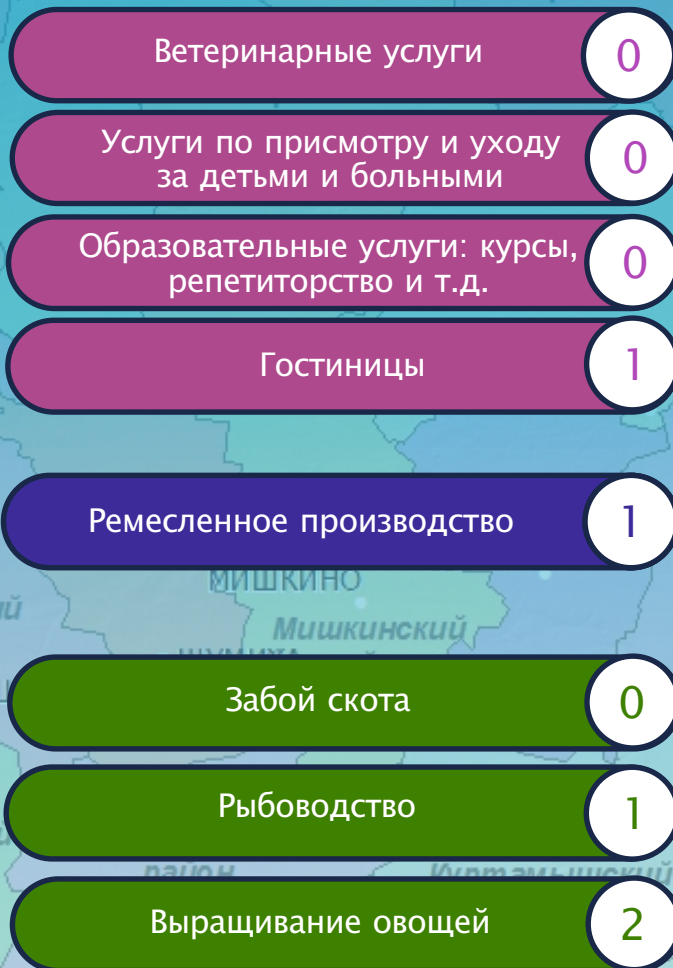 Ветеринарные услуги 0
Услуги по присмотру и уходу
за детьми и больными 0
Образовательные услуги: курсы,
репетиторство и т.д. 0
Гостиницы 1
Ремесленное производство 1
МИШКИНО
Мишкинский
Забой скота 0
Рыбоводство 1
район
Куртамышский
Выращивание овощей 2